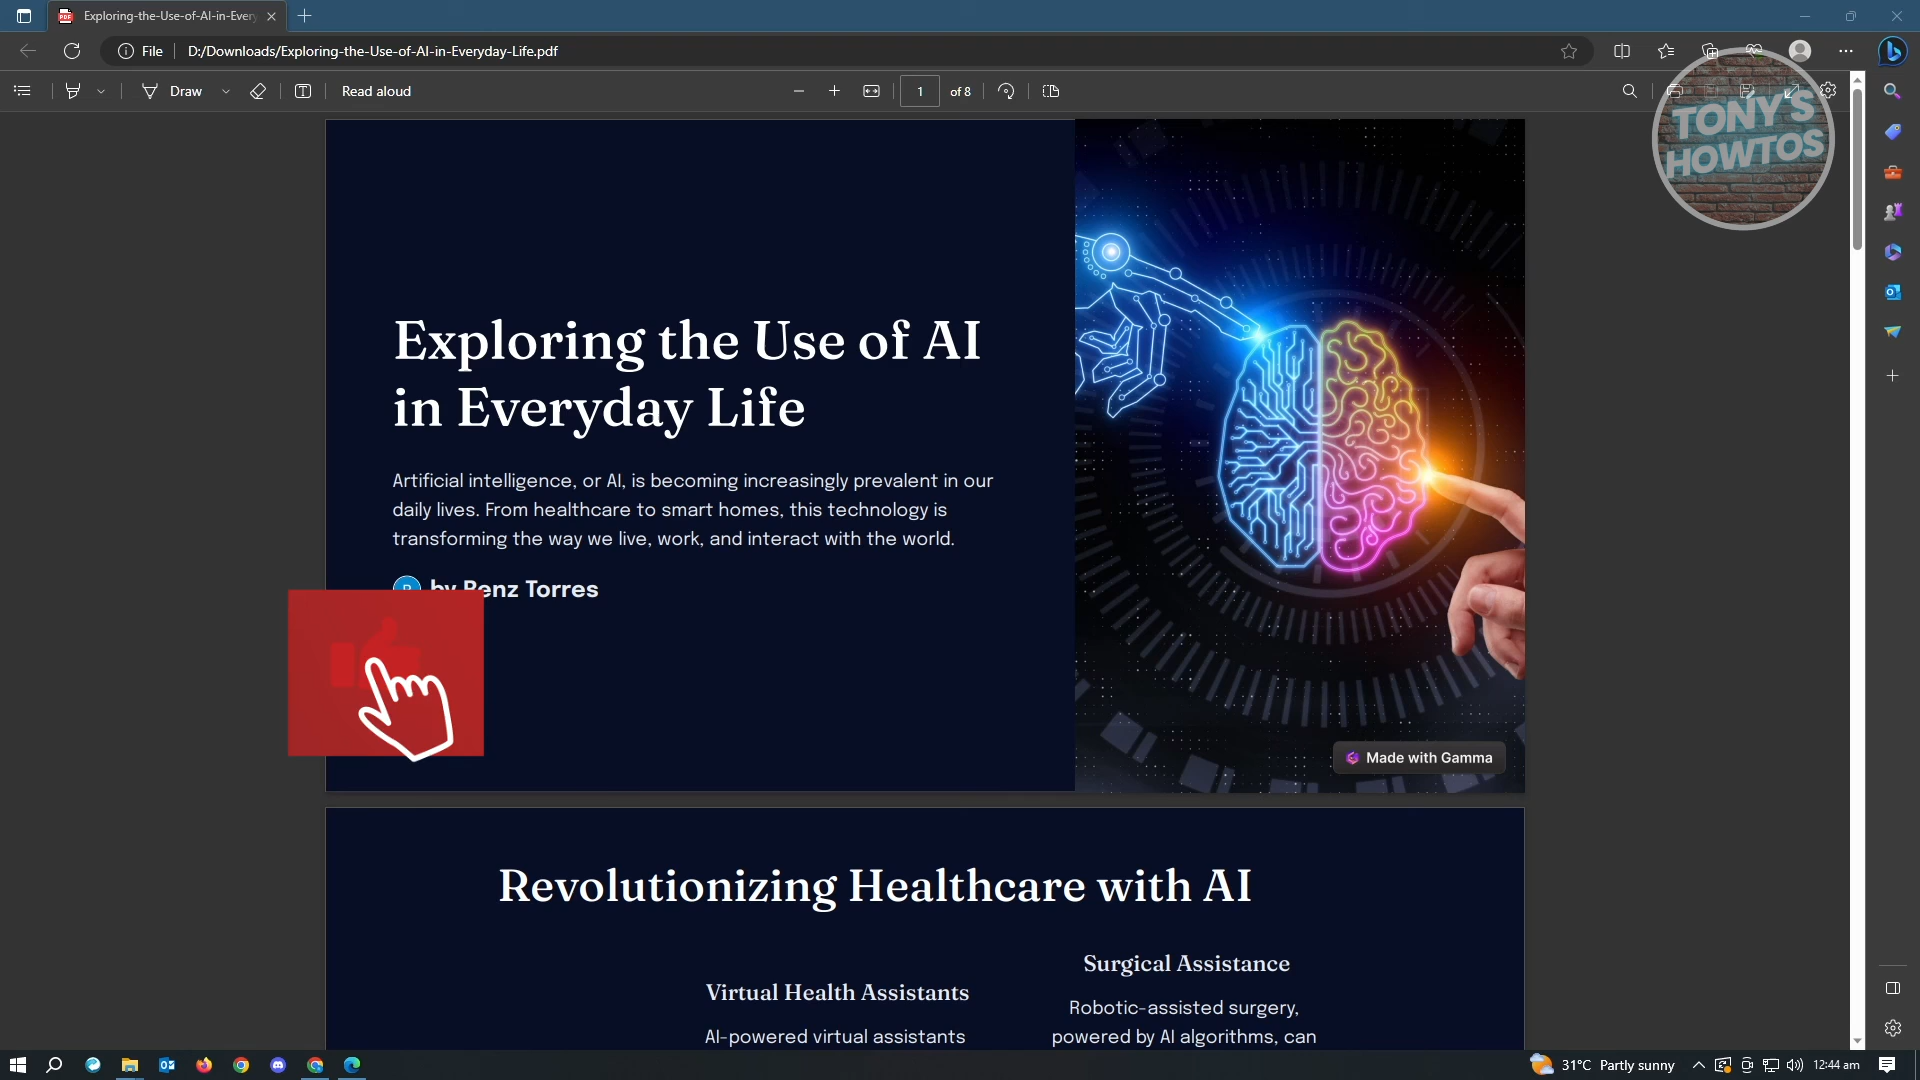 Exploring-the-Use-of-AI-in-Every
File
D:/Downloads/Exploring-the-Use-of-AI-in-Everyday-Life.pdf
Draw
Read aloud
1
of 8
TONY'S
HOWTOS
Exploring the Use of AI
in Everyday Life
Artificial intelligence, or AI, is becoming increasingly prevalent in our
daily lives. From healthcare to smart homes, this technology is
transforming the way we live, work, and interact with the world.
by Renz Torres
Made with Gamma
Revolutionizing Healthcare with AI
Virtual Health Assistants
AI-powered virtual assistants
Surgical Assistance
Robotic-assisted surgery,
powered by AI algorithms, can
31°C Partly sunny
12:44 am